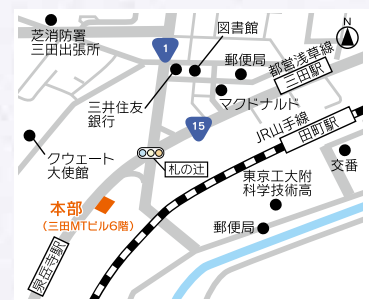 芝消防署
三田出張所
図書館
N
1
郵便局
都営浅草線
三田駅
三井住友
銀行
マクドナルド
15
JR山手線
田町駅
クウェート
大使館
札の辻
交番
東京工大附
科学技術高
本部
(三田MTビル6階)
郵便局
泉岳寺駅